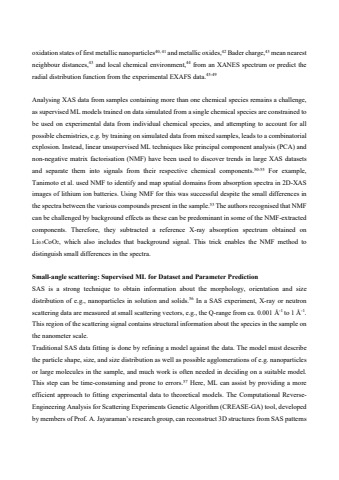 oxidation states of first metallic nanoparticles⁴⁰,⁴¹ and metallic oxides,⁴² Bader charge,⁴³ mean nearest
neighbour distances,⁴³ and local chemical environment,⁴⁴ from an XANES spectrum or predict the
radial distribution function from the experimental EXAFS data.⁴⁵⁻⁴⁹
Analysing XAS data from samples containing more than one chemical species remains a challenge,
as supervised ML models trained on data simulated from a single chemical species are constrained to
be used on experimental data from individual chemical species, and attempting to account for all
possible chemistries, e.g. by training on simulated data from mixed samples, leads to a combinatorial
explosion. Instead, linear unsupervised ML techniques like principal component analysis (PCA) and
non-negative matrix factorisation (NMF) have been used to discover trends in large XAS datasets
and separate them into signals from their respective components.⁵⁰⁻⁵⁵ For example,
Tanimoto et al. used NMF to identify and map spatial domains from absorption spectra in 2D-XAS
images of lithium ion batteries. Using NMF for this was successful despite the small differences in
the spectra between the various compounds present in the sample.⁵⁴ The authors recognised that NMF
can be challenged by background effects as these can be predominant in some of the NMF-extracted
components. Therefore, they subtracted a reference X-ray absorption spectrum obtained on
Li₀.₅CoO₂, which also includes that background signal. This trick enables the NMF method to
distinguish small differences in the spectra.
Small-angle scattering: Supervised ML for Dataset and Parameter Prediction
SAS is a strong technique to obtain information about the morphology, orientation and size
distribution of e.g., nanoparticles in solution and solids.⁵⁶ In a SAS experiment, X-ray or neutron
scattering data are measured at small scattering vectors, e.g., the Q-range from ca. 0.001 Å⁻¹ to 1 Å⁻¹.
This region of the scattering signal contains structural information about the species in the sample on
the nanometer scale.
Traditional SAS data fitting is done by refining a model against the data. The model must describe
the particle shape, size, and size distribution as well as possible agglomerations of e.g. nanoparticles
or large molecules in the sample, and much work is often needed in deciding on a suitable model.
This step can be time-consuming and prone to errors.⁵⁷ Here, ML can assist by providing a more
efficient approach to fitting experimental data to theoretical models. The Computational Reverse-
Engineering Analysis for Scattering Experiments Genetic Algorithm (CREASE-GA) tool, developed
by members of Prof. A. Jayaraman's research group, can reconstruct 3D structures from SAS patterns